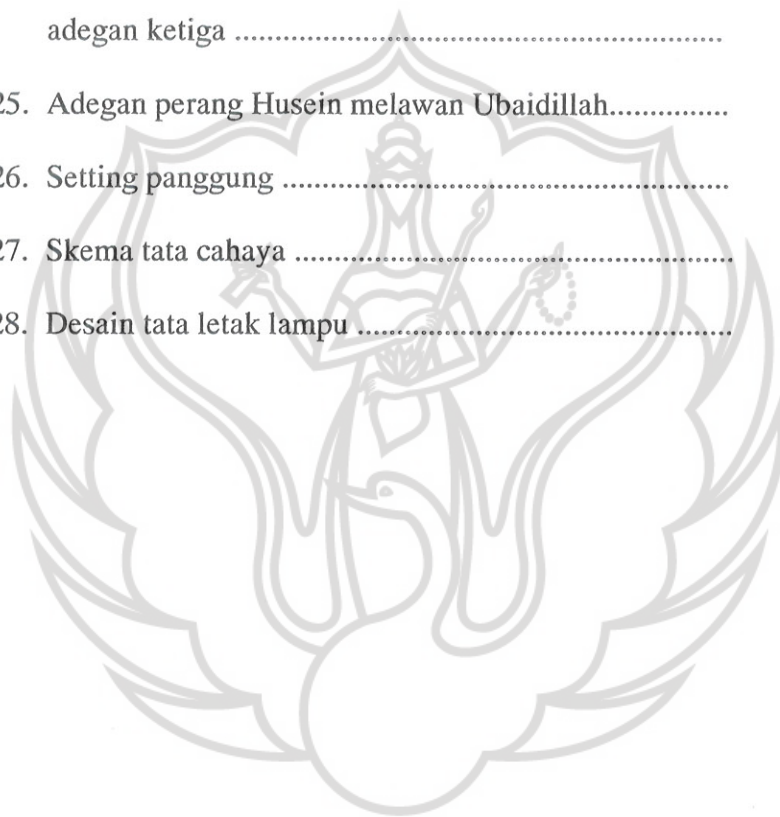 adegan ketiga ........................................................................
25. Adegan perang Husein melawan Ubaidillah...............
26. Setting panggung ................................................................
27. Skema tata cahaya ..............................................................
28. Desain tata letak lampu ......................................................